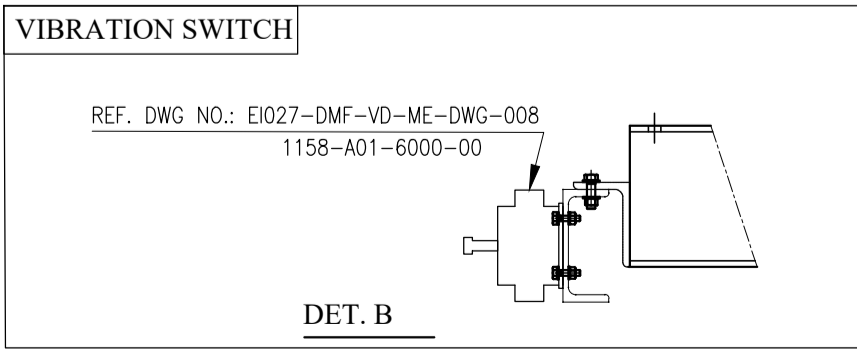 VIBRATION SWITCH
REF. DWG NO.: EI027-DMF-VD-ME-DWG-008
1158-A01-6000-00
DET. B